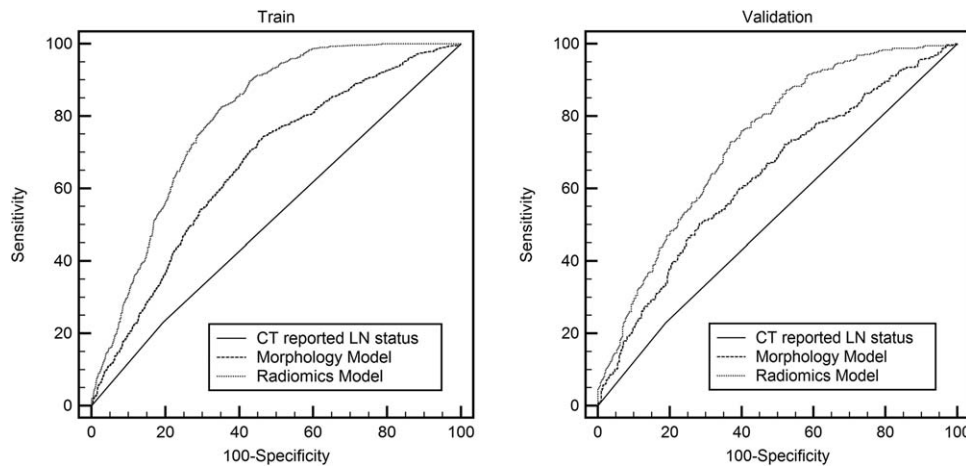 Train
Sensitivity
100
80
60
40
20
0
CT reported LN status
Morphology Model
Radiomics Model
0 20 40 60 80 100
100-Specificity
Validation
Sensitivity
100
80
60
40
20
0
CT reported LN status
Morphology Model
Radiomics Model
0 20 40 60 80 100
100-Specificity